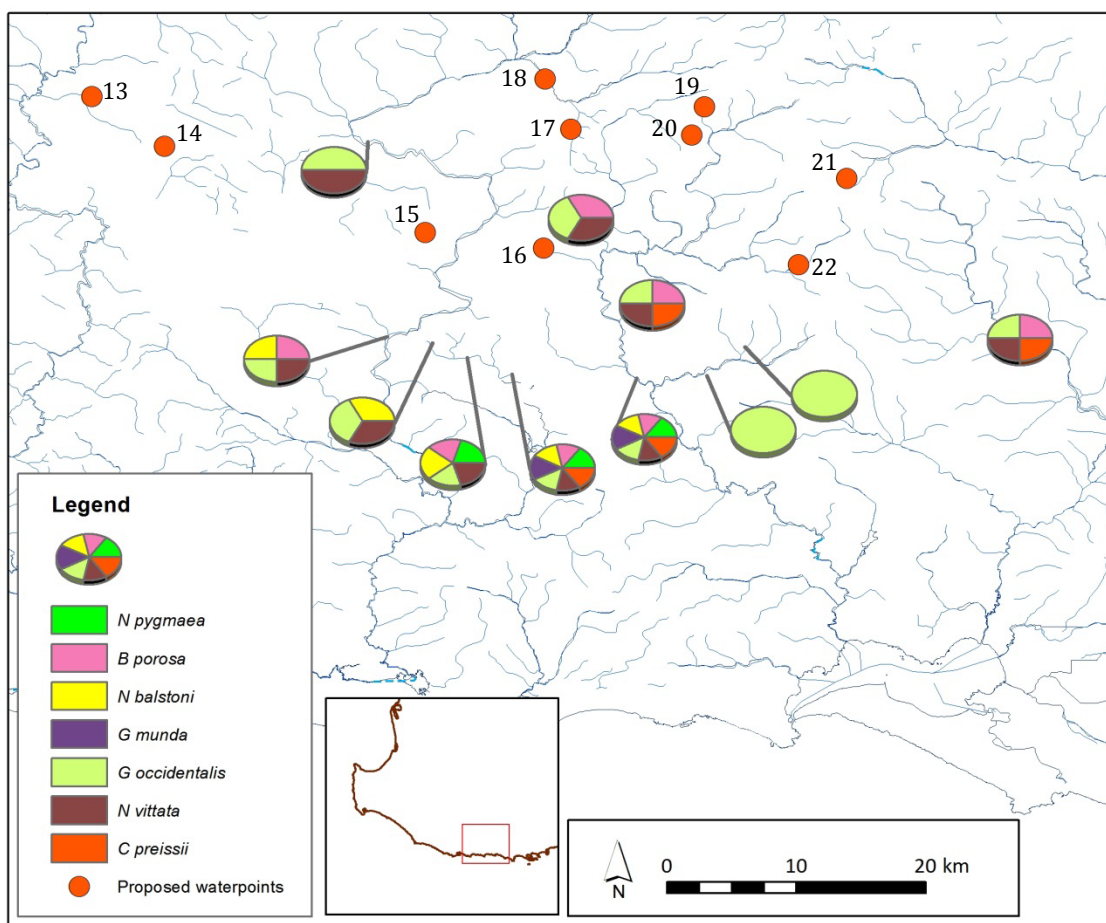 18
19
13
17
20
14
21
15
16
22
Legend
N pygmaea
B porosa
N balstoni
G munda
G occidentalis
N vittata
C preissii
Proposed waterpoints
N
0 10 20 km